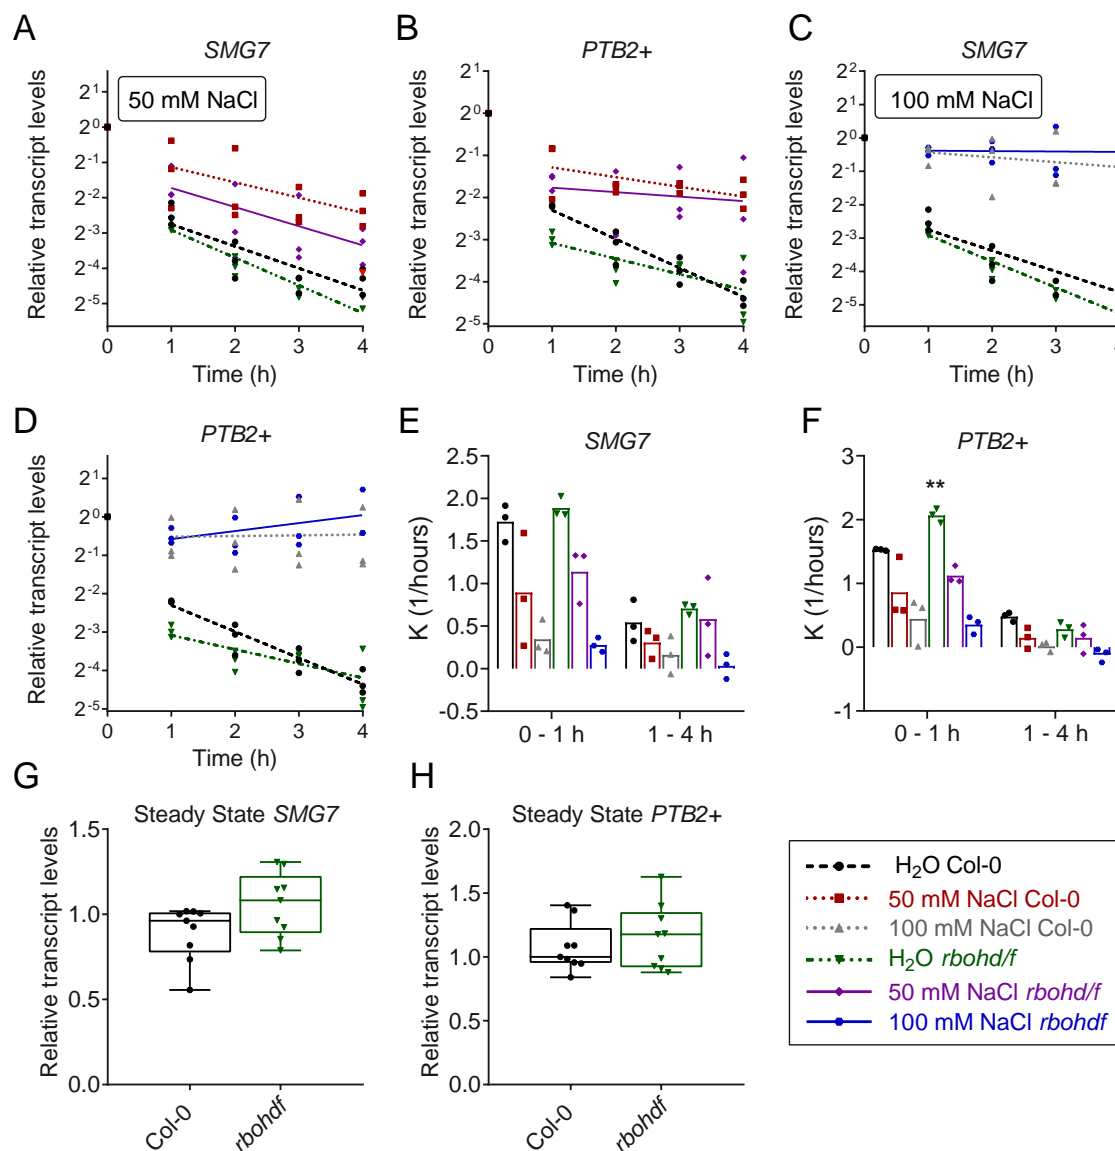 A
SMG7
50 mM NaCl
Relative transcript levels
2^1
2^0
2^-1
2^-2
2^-3
2^-4
2^-5
0 1 2 3 4
Time (h)
B
PTB2+
Relative transcript levels
2^1
2^0
2^-1
2^-2
2^-3
2^-4
2^-5
0 1 2 3 4
Time (h)
C
SMG7
100 mM NaCl
Relative transcript levels
2^2
2^1
2^0
2^-1
2^-2
2^-3
2^-4
2^-5
0 1 2 3
Time (h)
D
PTB2+
Relative transcript levels
2^1
2^0
2^-1
2^-2
2^-3
2^-4
2^-5
0 1 2 3 4
Time (h)
E
SMG7
K (1/hours)
2.5
2.0
1.5
1.0
0.5
0.0
-0.5
0 - 1 h 1 - 4 h
F
PTB2+
K (1/hours)
3
2
1
0
-1
**
0 - 1 h 1 - 4 h
G
Steady State SMG7
Relative transcript levels
1.5
1.0
0.5
0.0
Col-0
rbohdf
H
Steady State PTB2+
Relative transcript levels
2.0
1.5
1.0
0.5
0.0
Col-0
rbohdf
H2O Col-0
50 mM NaCl Col-0
100 mM NaCl Col-0
H2O rbohd/f
50 mM NaCl rbohd/f
100 mM NaCl rbohdf